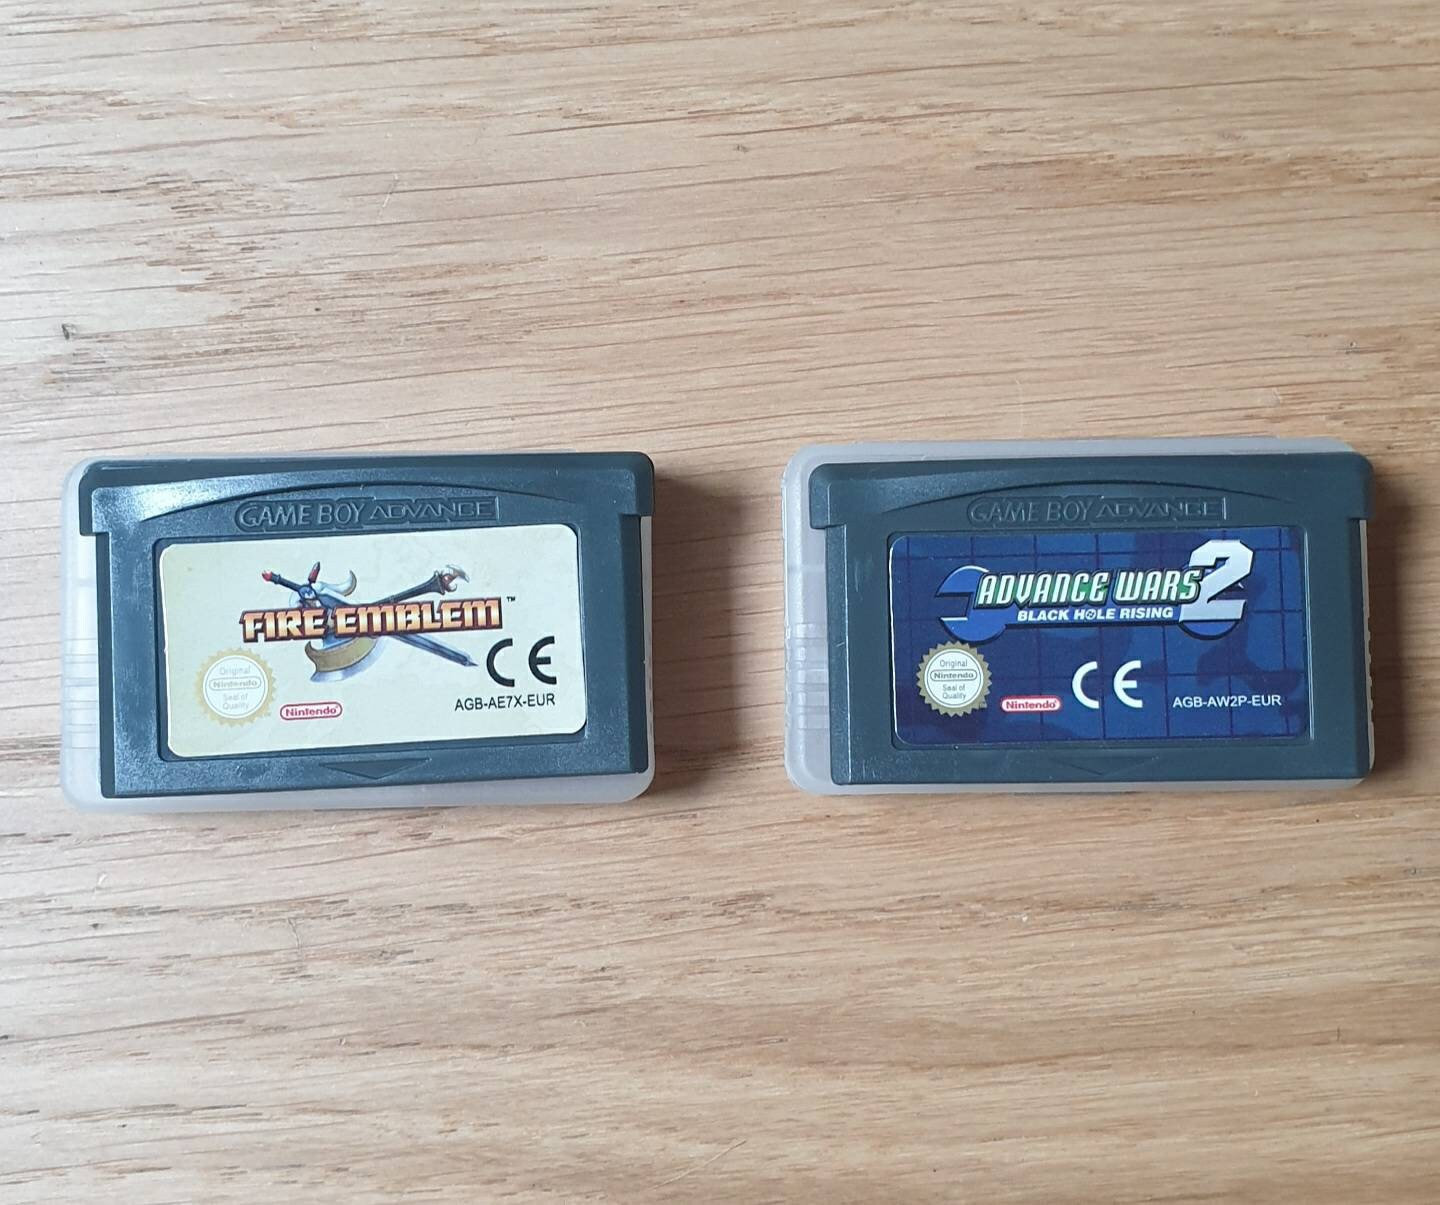 GAME BOY ADVANCE
FIRE EMBLEM™
Original
Nintendo
Seal of
Quality
Nintendo®
CE
AGB-AE7X-EUR
GAME BOY ADVANCE
ADVANCE WARS 2
BLACK HOLE RISING
Original
Nintendo
Seal of
Quality
Nintendo®
CE
AGB-AW2P-EUR